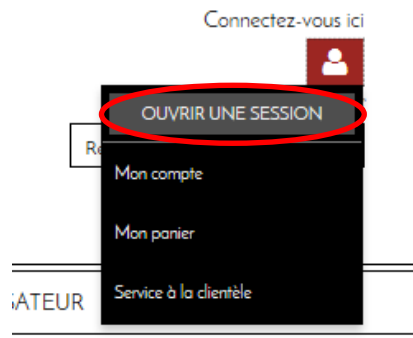 Connectez-vous ici
OUVRIR UNE SESSION
Mon compte
Mon panier
Service à la clientèle